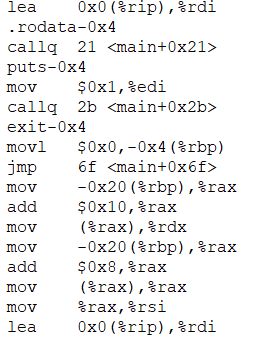 lea 0x0(%rip),%rdi
.rodata-0x4
callq 21 <main+0x21>
puts-0x4
mov $0x1,%edi
callq 2b <main+0x2b>
exit-0x4
movl $0x0,-0x4(%rbp)
jmp 6f <main+0x6f>
mov -0x20(%rbp),%rax
add $0x10,%rax
mov (%rax),%rdx
mov -0x20(%rbp),%rax
add $0x8,%rax
mov (%rax),%rax
mov %rax,%rsi
lea 0x0(%rip),%rdi